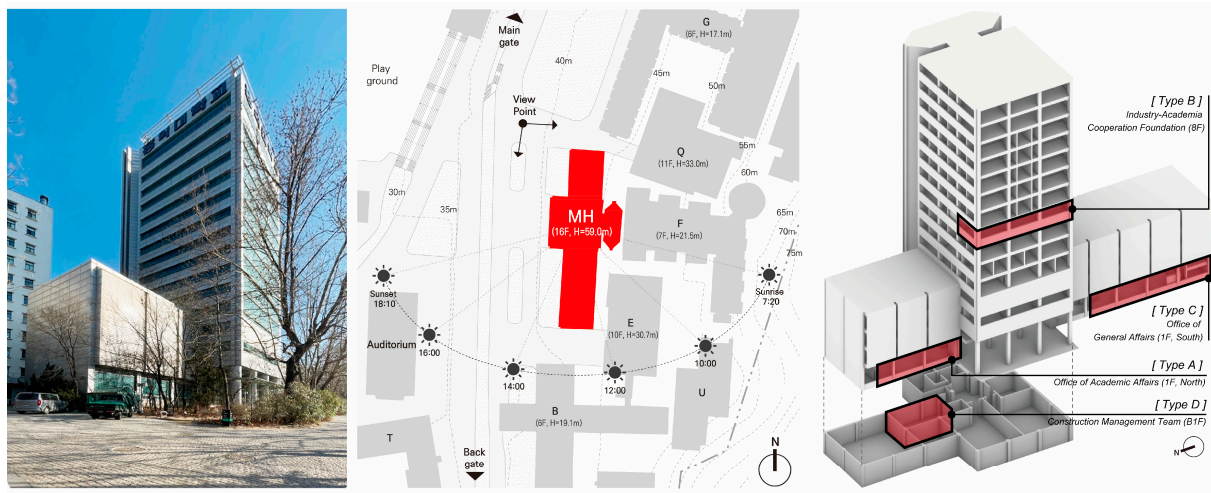 Main
gate
G
(6F, H=17.1m)
Play
ground
40m
45m
50m
View
Point
Q
(11F, H=33.0m)
55m
60m
30m
35m
MH
(16F, H=59.0m)
F
(7F, H=21.5m)
65m
70m
75m
Sunset
18:10
Sunrise
7:20
Auditorium
16:00
E
(10F, H=30.7m)
10:00
14:00
12:00
U
B
(6F, H=19.1m)
T
Back
gate
N
[ Type B ]
Industry-Academia
Cooperation Foundation (8F)
[ Type C ]
Office of
General Affairs (1F, South)
[ Type A ]
Office of Academic Affairs (1F, North)
[ Type D ]
Construction Management Team (B1F)
N